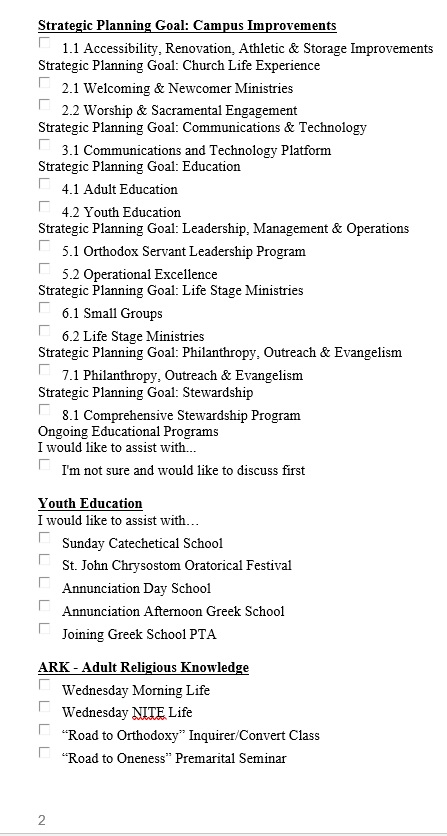 Strategic Planning Goal: Campus Improvements
1.1 Accessibility, Renovation, Athletic & Storage Improvements
Strategic Planning Goal: Church Life Experience
2.1 Welcoming & Newcomer Ministries
2.2 Worship & Sacramental Engagement
Strategic Planning Goal: Communications & Technology
3.1 Communications and Technology Platform
Strategic Planning Goal: Education
4.1 Adult Education
4.2 Youth Education
Strategic Planning Goal: Leadership, Management & Operations
5.1 Orthodox Servant Leadership Program
5.2 Operational Excellence
Strategic Planning Goal: Life Stage Ministries
6.1 Small Groups
6.2 Life Stage Ministries
Strategic Planning Goal: Philanthropy, Outreach & Evangelism
7.1 Philanthropy, Outreach & Evangelism
Strategic Planning Goal: Stewardship
8.1 Comprehensive Stewardship Program
Ongoing Educational Programs
I would like to assist with...
I'm not sure and would like to discuss first
Youth Education
I would like to assist with…
Sunday Catechetical School
St. John Chrysostom Oratorical Festival
Annunciation Day School
Annunciation Afternoon Greek School
Joining Greek School PTA
ARK - Adult Religious Knowledge
Wednesday Morning Life
Wednesday NITE Life
“Road to Orthodoxy” Inquirer/Convert Class
“Road to Oneness” Premarital Seminar
2